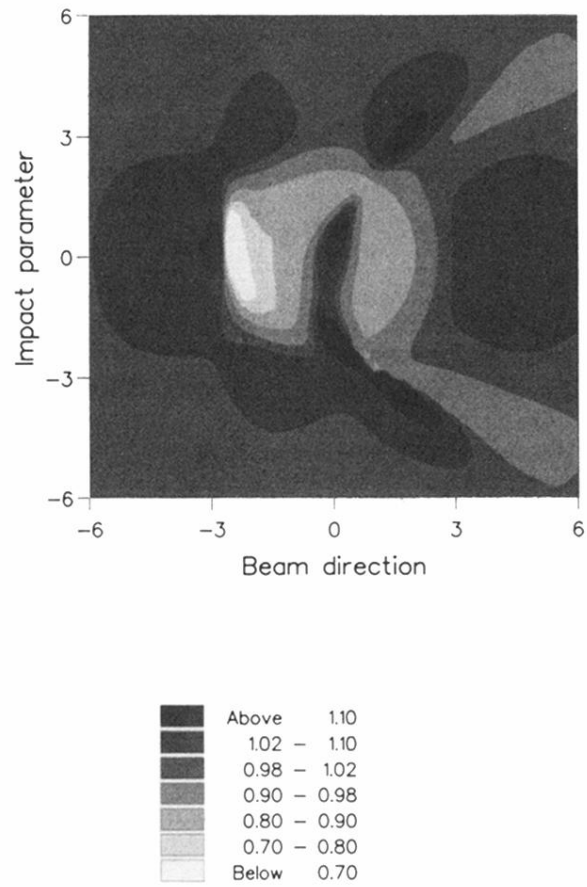 6
3
0
−3
−6
Impact parameter
−6 −3 0 3 6
Beam direction
Above 1.10
1.02 − 1.10
0.98 − 1.02
0.90 − 0.98
0.80 − 0.90
0.70 − 0.80
Below 0.70